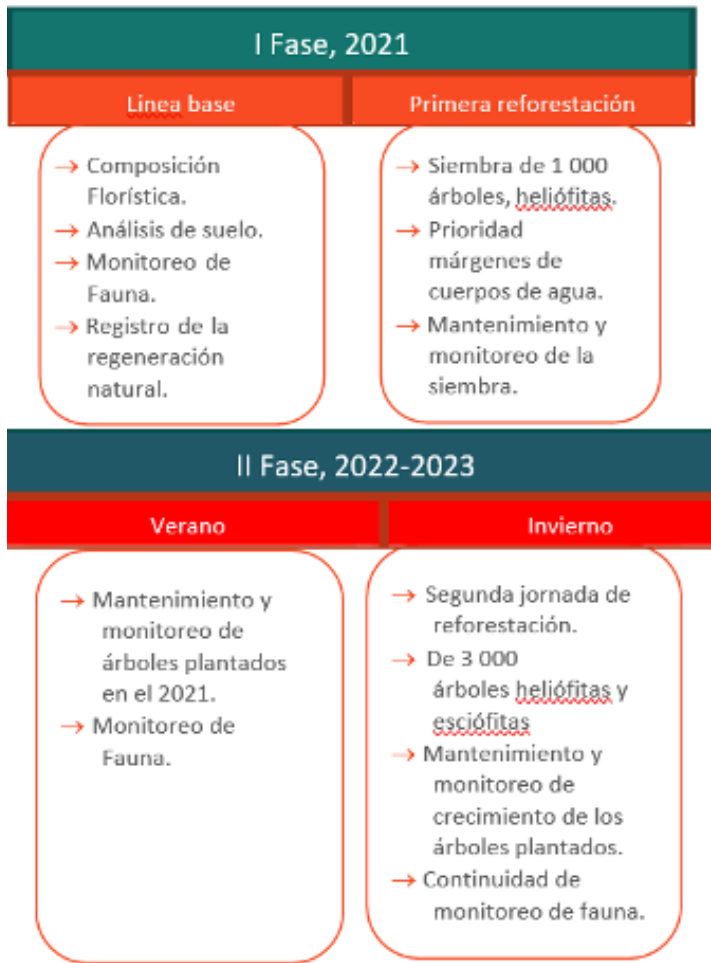 I Fase, 2021
Linea base
Primera reforestación
→ Composición
Florística.
→ Análisis de suelo.
→ Monitoreo de
Fauna.
→ Registro de la
regeneración
natural.
→ Siembra de 1 000
árboles, heliófitas.
→ Prioridad
márgenes de
cuerpos de agua.
→ Mantenimiento y
monitoreo de la
siembra.
II Fase, 2022-2023
Verano
Invierno
→ Mantenimiento y
monitoreo de
árboles plantados
en el 2021.
→ Monitoreo de
Fauna.
→ Segunda jornada de
reforestación.
→ De 3 000
árboles heliófitas y
esciófitas
→ Mantenimiento y
monitoreo de
crecimiento de los
árboles plantados.
→ Continuidad de
monitoreo de fauna.